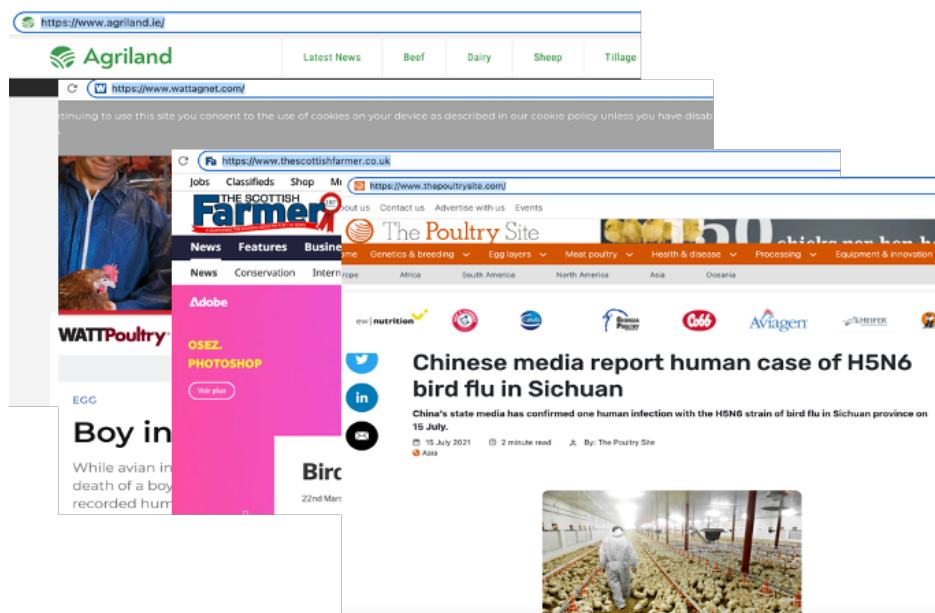 https://www.agriland.ie/
Agriland
Latest News Beef Dairy Sheep Tillage
https://www.wattagnet.com/
tinuing to use this site you consent to the use of cookies on your device as described in our cookie policy unless you have disab
https://www.thescottishfarmer.co.uk
Jobs Classifieds Shop
THE SCOTTISH
Farmer
News Features Busine
News Conservation Intern
Adobe
OSEZ.
PHOTOSHOP
Voir plus
WATTPoultry
EGG
Boy in
While avian in
death of a boy
recorded hum
Bird
22nd Marc
https://www.thepoultrysite.com/
out us Contact us Advertise with us Events
The Poultry Site
150
chicks per hen h
ome Genetics & breeding Egg layers Meat poultry Health & disease Processing Equipment & innovation
rope Africa South America North America Asia Oceania
ew nutrition
GEORGIA POULTRY
Cobb
Aviagen
HEIFER
Chinese media report human case of H5N6
bird flu in Sichuan
China's state media has confirmed one human infection with the H5N6 strain of bird flu in Sichuan province on
15 July.
15 July 2021 2 minute read By: The Poultry Site
Asia